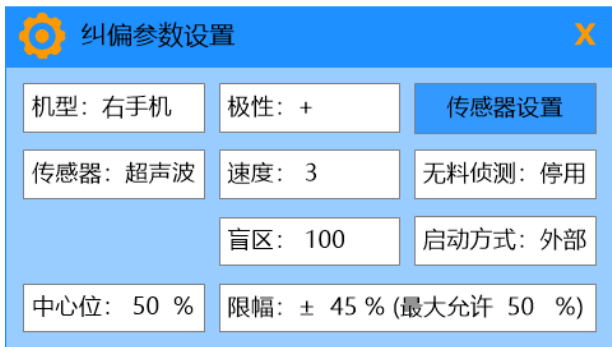 纠偏参数设置 X
机型：右手机 极性：+ 传感器设置
传感器：超声波 速度： 3 无料侦测：停用
盲区： 100 启动方式：外部
中心位： 50 % 限幅：± 45 % (最大允许 50 %)